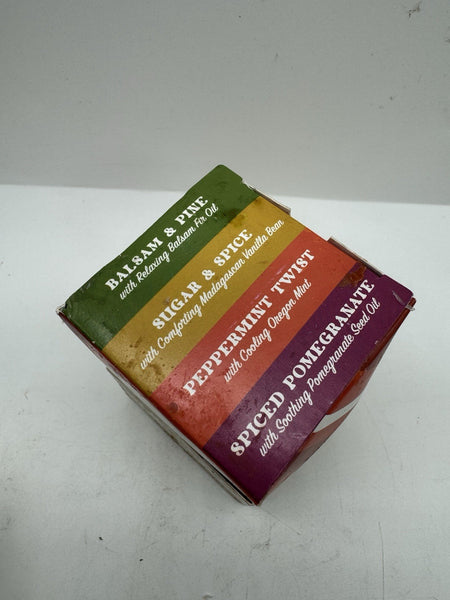 BALSAM & PINE
with Relaxing Balsam Fir Oil
SUGAR & SPICE
with Comforting Madagascan Vanilla Bean
PEPPERMINT TWIST
with Cooling Oregon Mint
SPICED POMEGRANATE
with Soothing Pomegranate Seed Oil